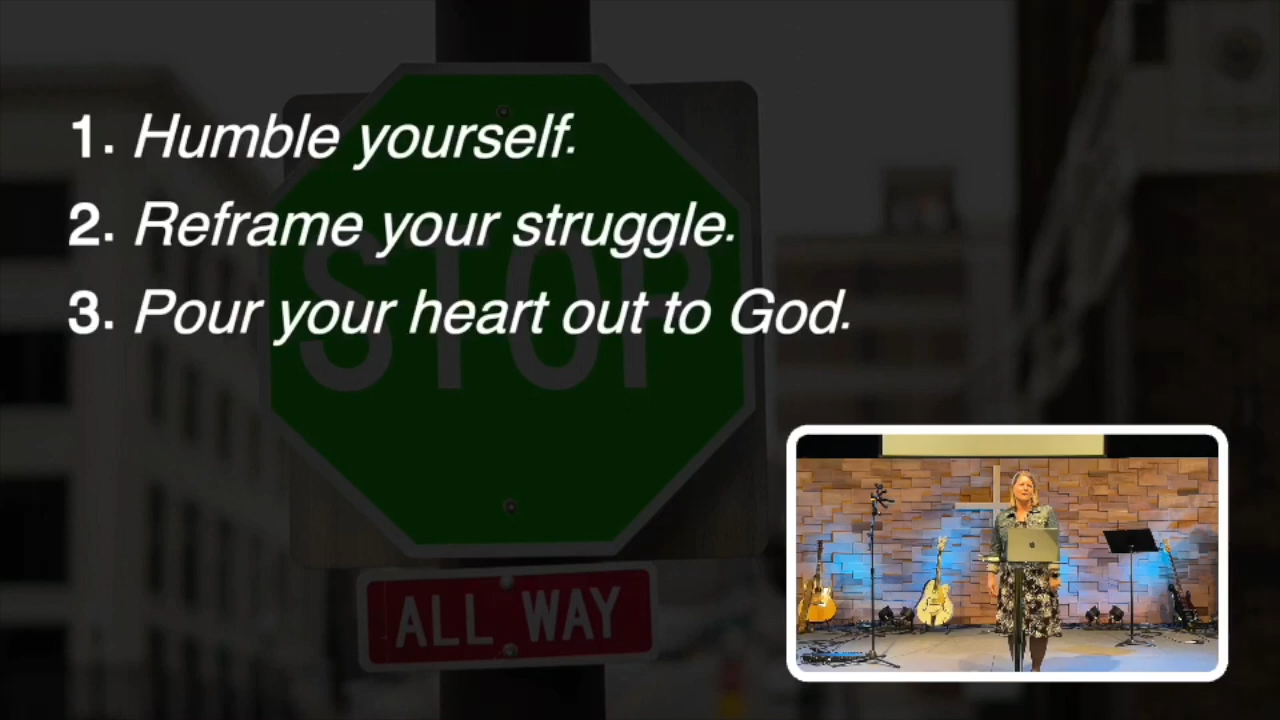 1. Humble yourself.
2. Reframe your struggle.
3. Pour your heart out to God.
STOP
ALL WAY